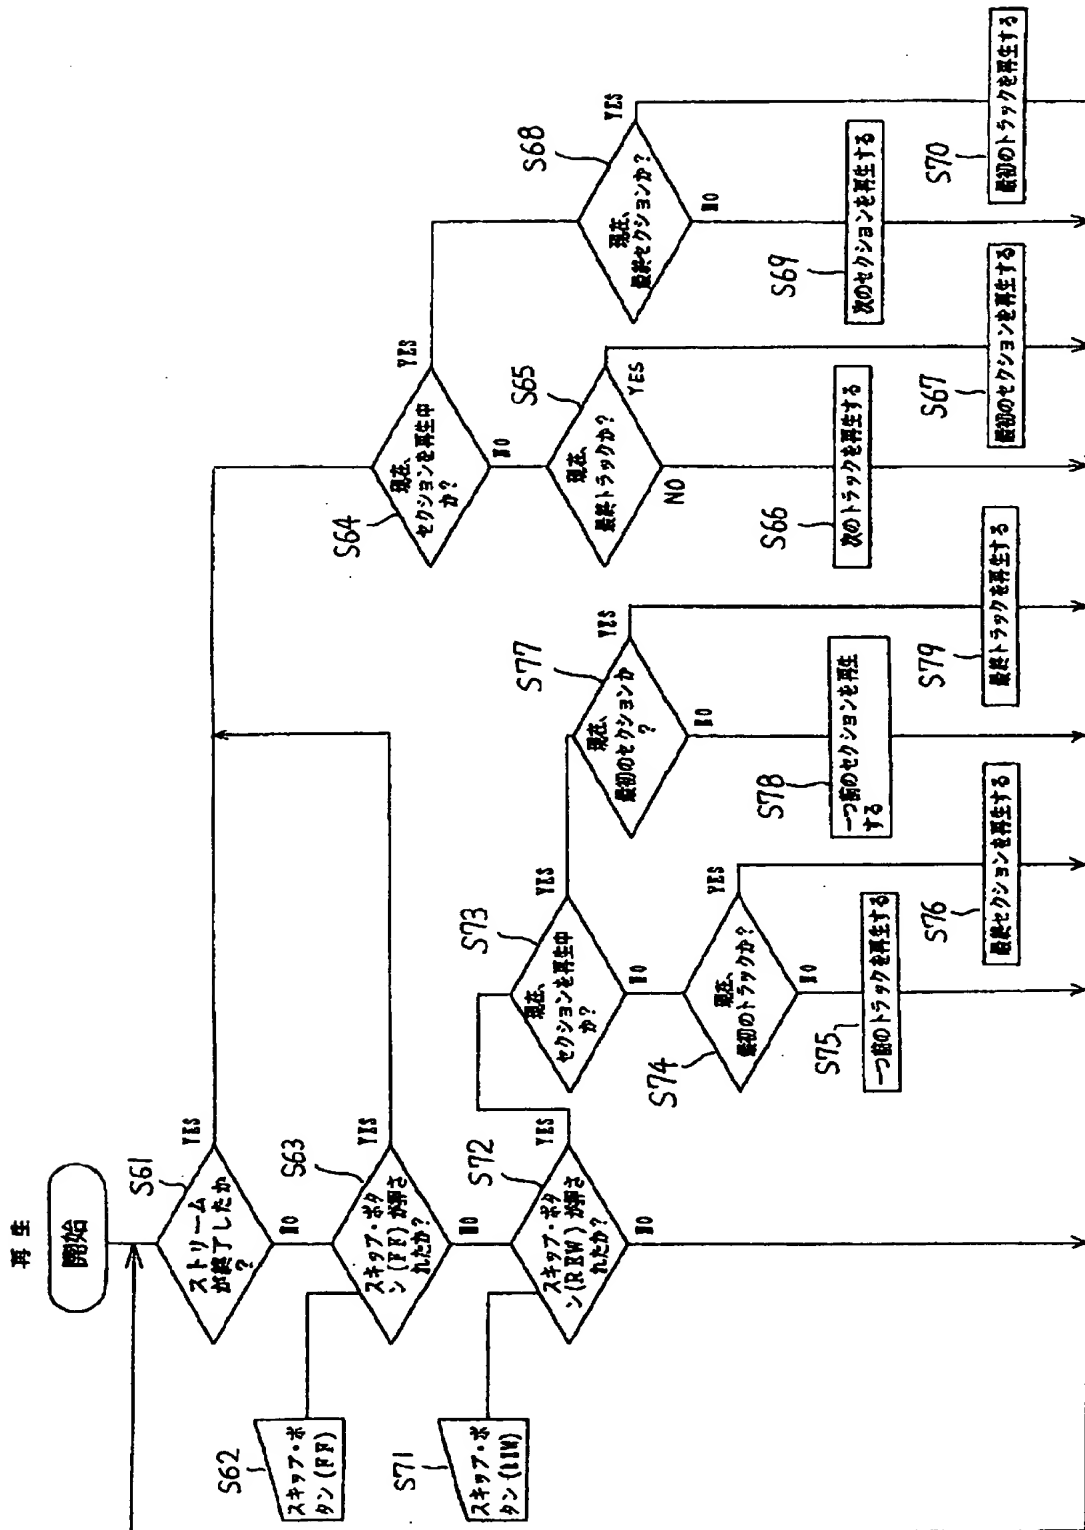 再生
開始
S61
ストリーム
が終了したか
？
YES
NO
S62
スキップ・ボ
タン(FF)
S63
スキップ・ボタ
ン(FF)が押さ
れたか？
YES
NO
S71
スキップ・ボ
タン
S72
スキップ・ボタ
ン(REW)が押さ
れたか？
YES
NO
S64
現在、
セクションを再生中
か？
YES
NO
S65
現在、
最終トラックか？
YES
NO
S66
次のトラックを再生する
S67
最初のセクションを再生する
S68
現在、
最終セクションか？
YES
NO
S69
次のセクションを再生する
S70
最初のトラックを再生する
S73
現在、
セクションを再生中
か？
YES
NO
S74
現在、
最初のトラックか？
YES
NO
S75
一つ前のトラックを再生する
S76
最終セクションを再生する
S77
現在、
最初のセクションか
？
YES
NO
S78
一つ前のセクションを再生
する
S79
最終トラックを再生する